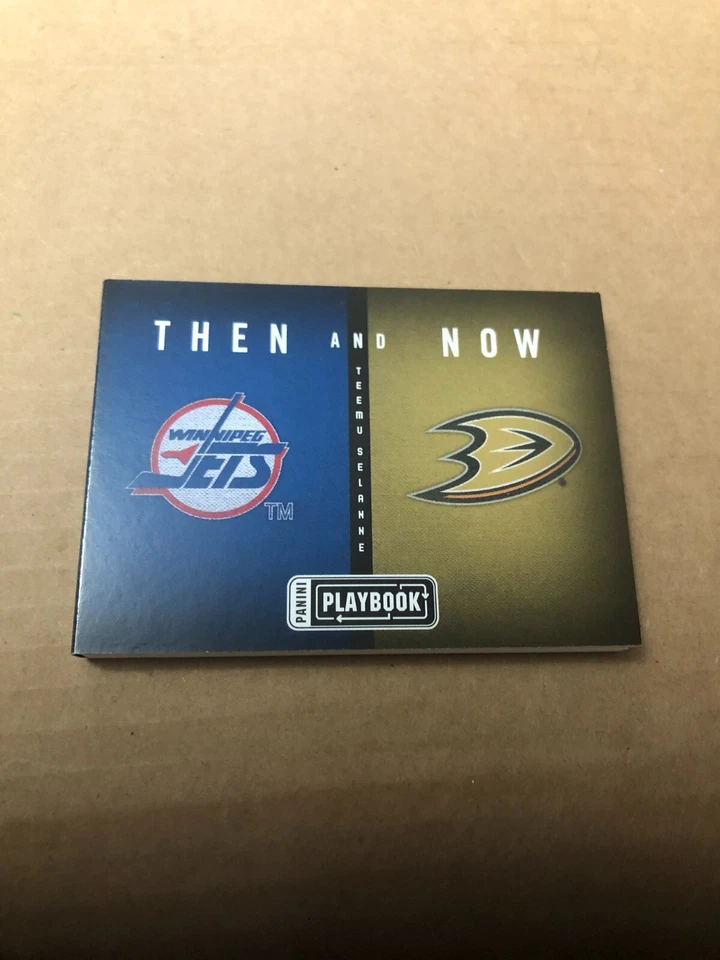 THEN AND NOW
TEEMU SELANNE
WINNIPEG
JETS
TM
PANINI
PLAYBOOK